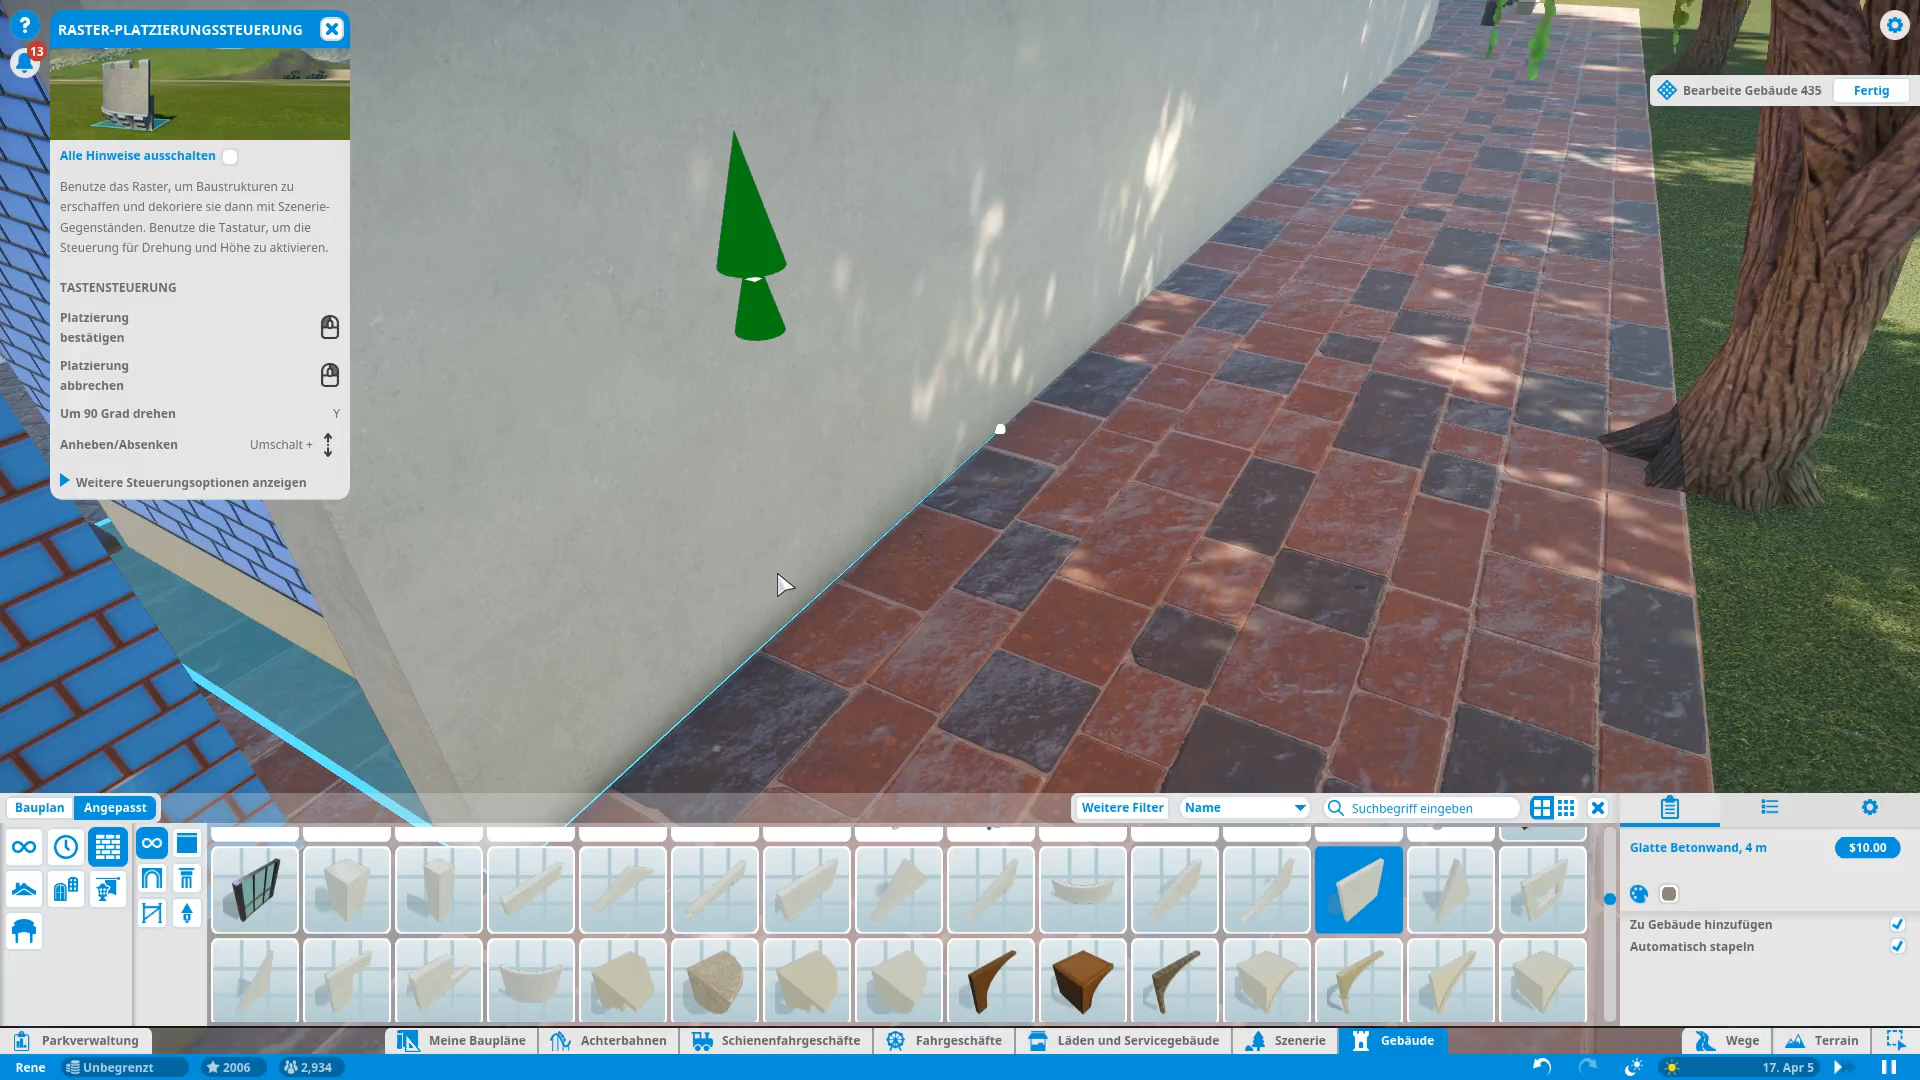 ?
RASTER-PLATZIERUNGSSTEUERUNG
13
Alle Hinweise ausschalten
Benutze das Raster, um Baustrukturen zu
erschaffen und dekoriere sie dann mit Szenerie-
Gegenständen. Benutze die Tastatur, um die
Steuerung für Drehung und Höhe zu aktivieren.
TASTENSTEUERUNG
Platzierung
bestätigen
Platzierung
abbrechen
Um 90 Grad drehen Y
Anheben/Absenken Umschalt +
Weitere Steuerungsoptionen anzeigen
Bearbeite Gebäude 435 Fertig
Bauplan Angepasst
Weitere Filter Name Suchbegriff eingeben
Glatte Betonwand, 4 m $10.00
Zu Gebäude hinzufügen
Automatisch stapeln
Parkverwaltung Meine Baupläne Achterbahnen Schienenfahrgeschäfte Fahrgeschäfte Läden und Servicegebäude Szenerie Gebäude Wege Terrain
Rene Unbegrenzt 2006 2,934 17. Apr 5